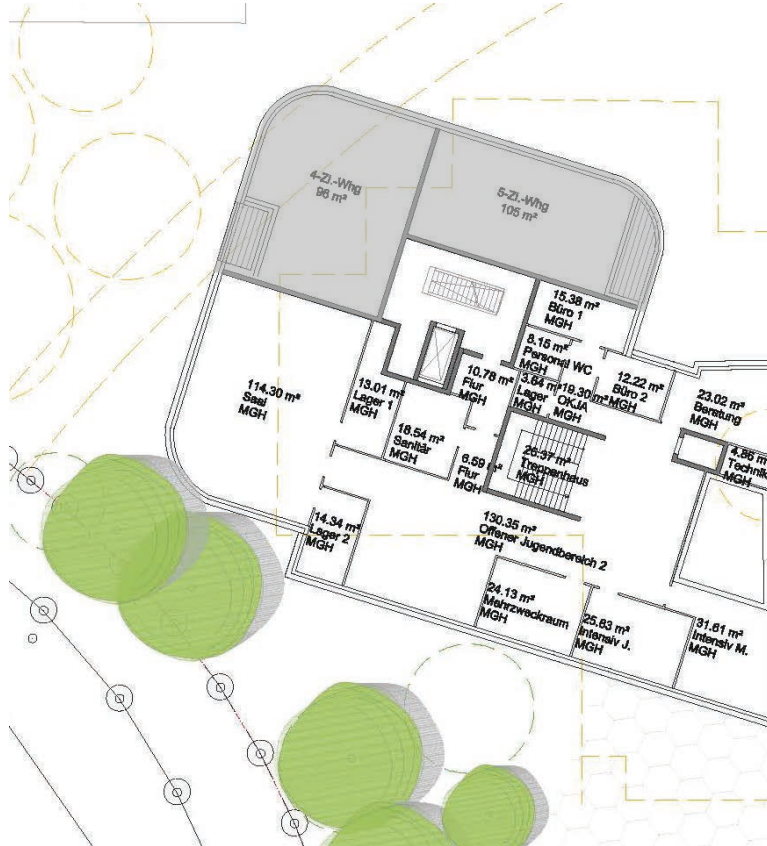 4-Zi.-Whg
96 m²
5-Zi.-Whg
105 m²
15.38 m²
Büro 1
MGH
8.15 m²
Personal WC
MGH
12.22 m²
Büro 2
MGH
23.02 m²
Beratung
MGH
10.78 m²
Flur
MGH
3.64 m²
Lager
MGH
19.30 m²
OKJA
MGH
114.30 m²
Saal
MGH
13.01 m²
Lager 1
MGH
18.54 m²
Sanitär
MGH
6.59 m²
Flur
MGH
26.37 m²
Treppenhaus
MGH
4.86 m²
Technik
MGH
14.34 m²
Lager 2
MGH
130.35 m²
Offener Jugendbereich 2
MGH
24.13 m²
Mehrzweckraum
MGH
25.63 m²
Intensiv J.
MGH
31.61 m²
Intensiv M.
MGH